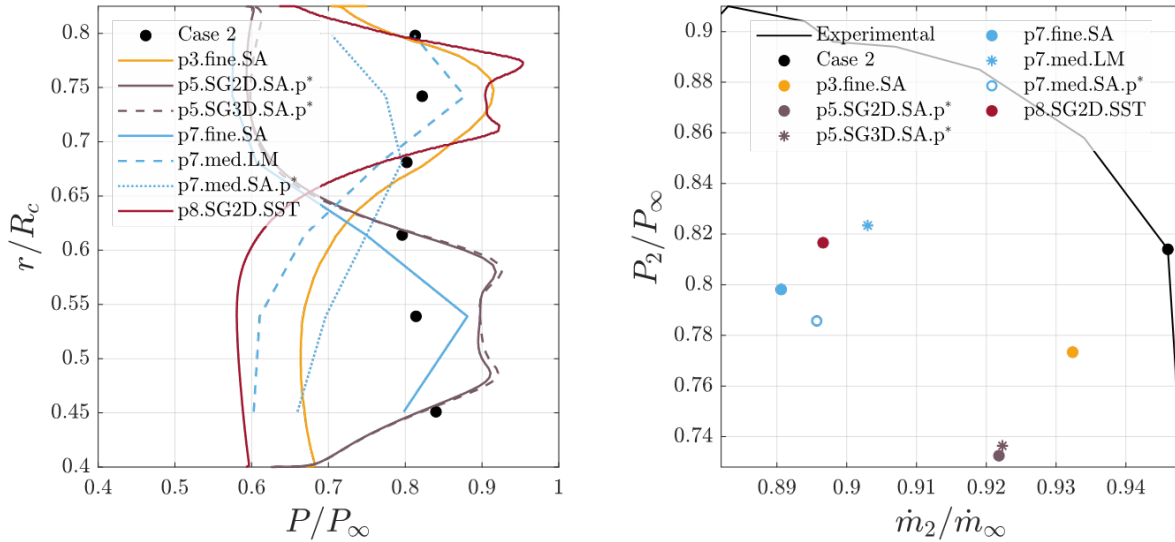 0.8
0.75
0.7
0.65
0.6
0.55
0.5
0.45
0.4
r/R_c
Case 2
p3.fine.SA
p5.SG2D.SA.p*
p5.SG3D.SA.p*
p7.fine.SA
p7.med.LM
p7.med.SA.p*
p8.SG2D.SST
0.4 0.5 0.6 0.7 0.8 0.9 1
P/P_∞
0.9
0.88
0.86
0.84
0.82
0.8
0.78
0.76
0.74
P_2/P_∞
Experimental
Case 2
p3.fine.SA
p5.SG2D.SA.p*
p5.SG3D.SA.p*
p7.fine.SA
p7.med.LM
p7.med.SA.p*
p8.SG2D.SST
0.89 0.9 0.91 0.92 0.93 0.94
ṁ_2/ṁ_∞